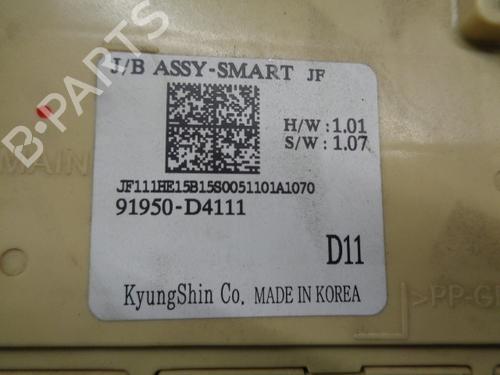 B-PARTS
J/B ASSY-SMART JF
H/W : 1.01
S/W : 1.07
MAIN
JF111HE15B15S0051101A1070
91950-D4111
D11
KyungShin Co. MADE IN KOREA
>PP-G